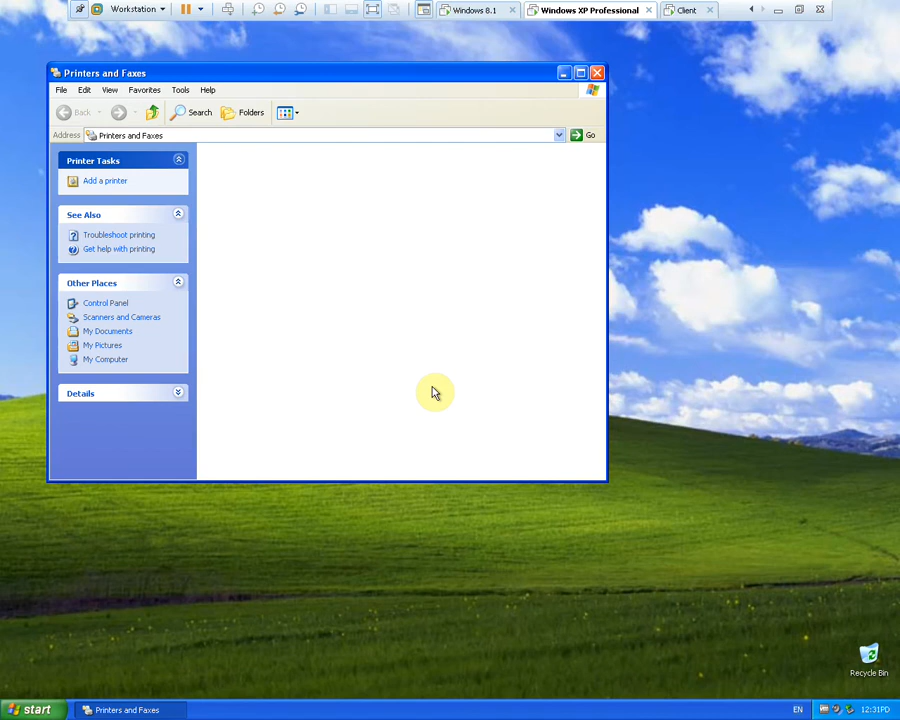 Workstation
Windows 8.1
Windows XP Professional
Client
Printers and Faxes
File Edit View Favorites Tools Help
Back
Search
Folders
Address
Printers and Faxes
Go
Printer Tasks
Add a printer
See Also
Troubleshoot printing
Get help with printing
Other Places
Control Panel
Scanners and Cameras
My Documents
My Pictures
My Computer
Details
Recycle Bin
start
Printers and Faxes
EN
12:31PD